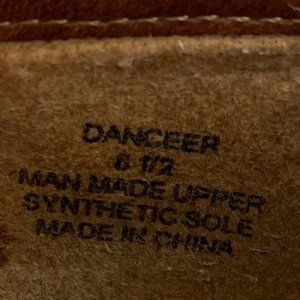 DANCEER
6 1/2
MAN MADE UPPER
SYNTHETIC SOLE
MADE IN CHINA